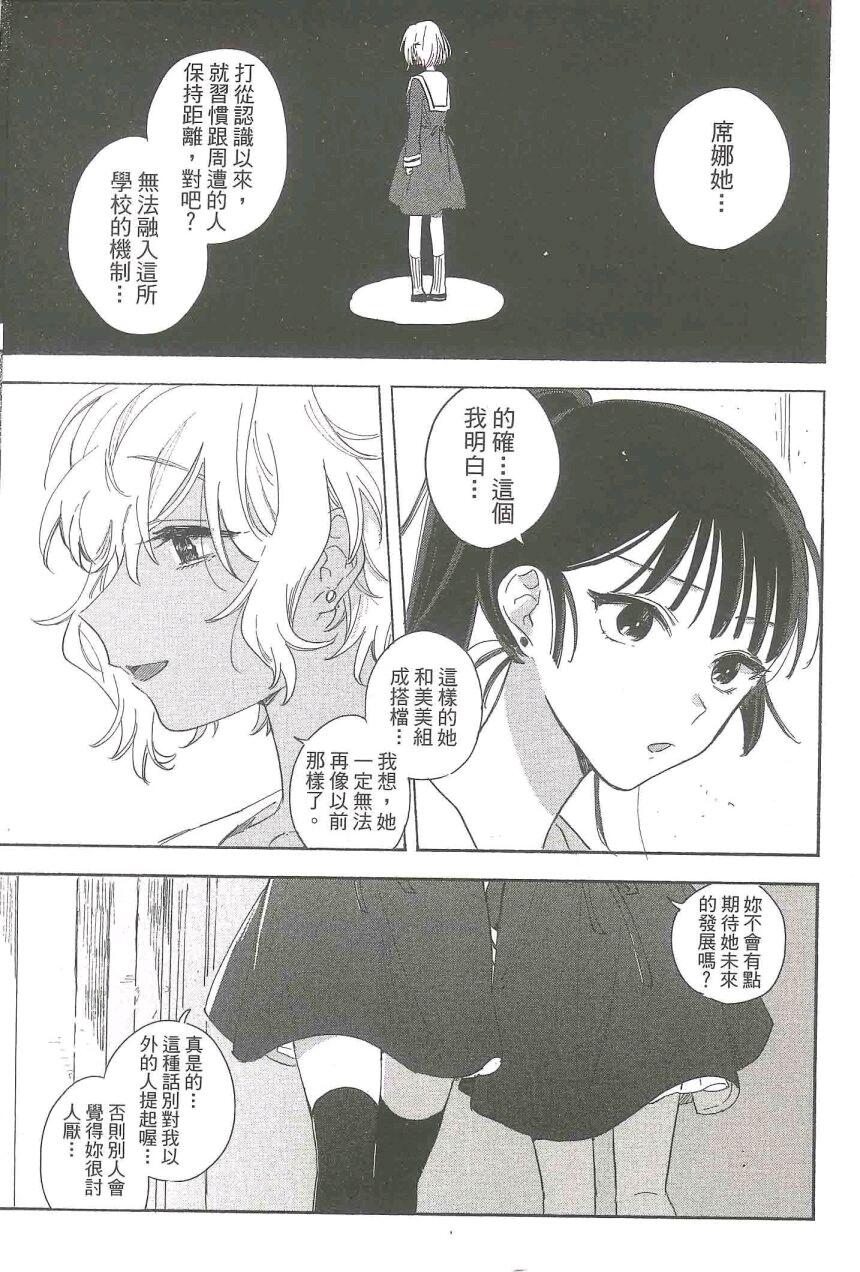 席娜她…
打從認識以來，
就習慣跟周遭的人
保持距離，對吧？
無法融入這所
學校的機制…
的確…這個
我明白…
這樣的她
和美美組
成搭檔…
我想，她
一定無法
再像以前
那樣了。
妳不會有點
期待她未來
的發展嗎？
真是的…
這種話別對我以
外的人提起喔…
否則別人會
覺得妳很討
人厭…